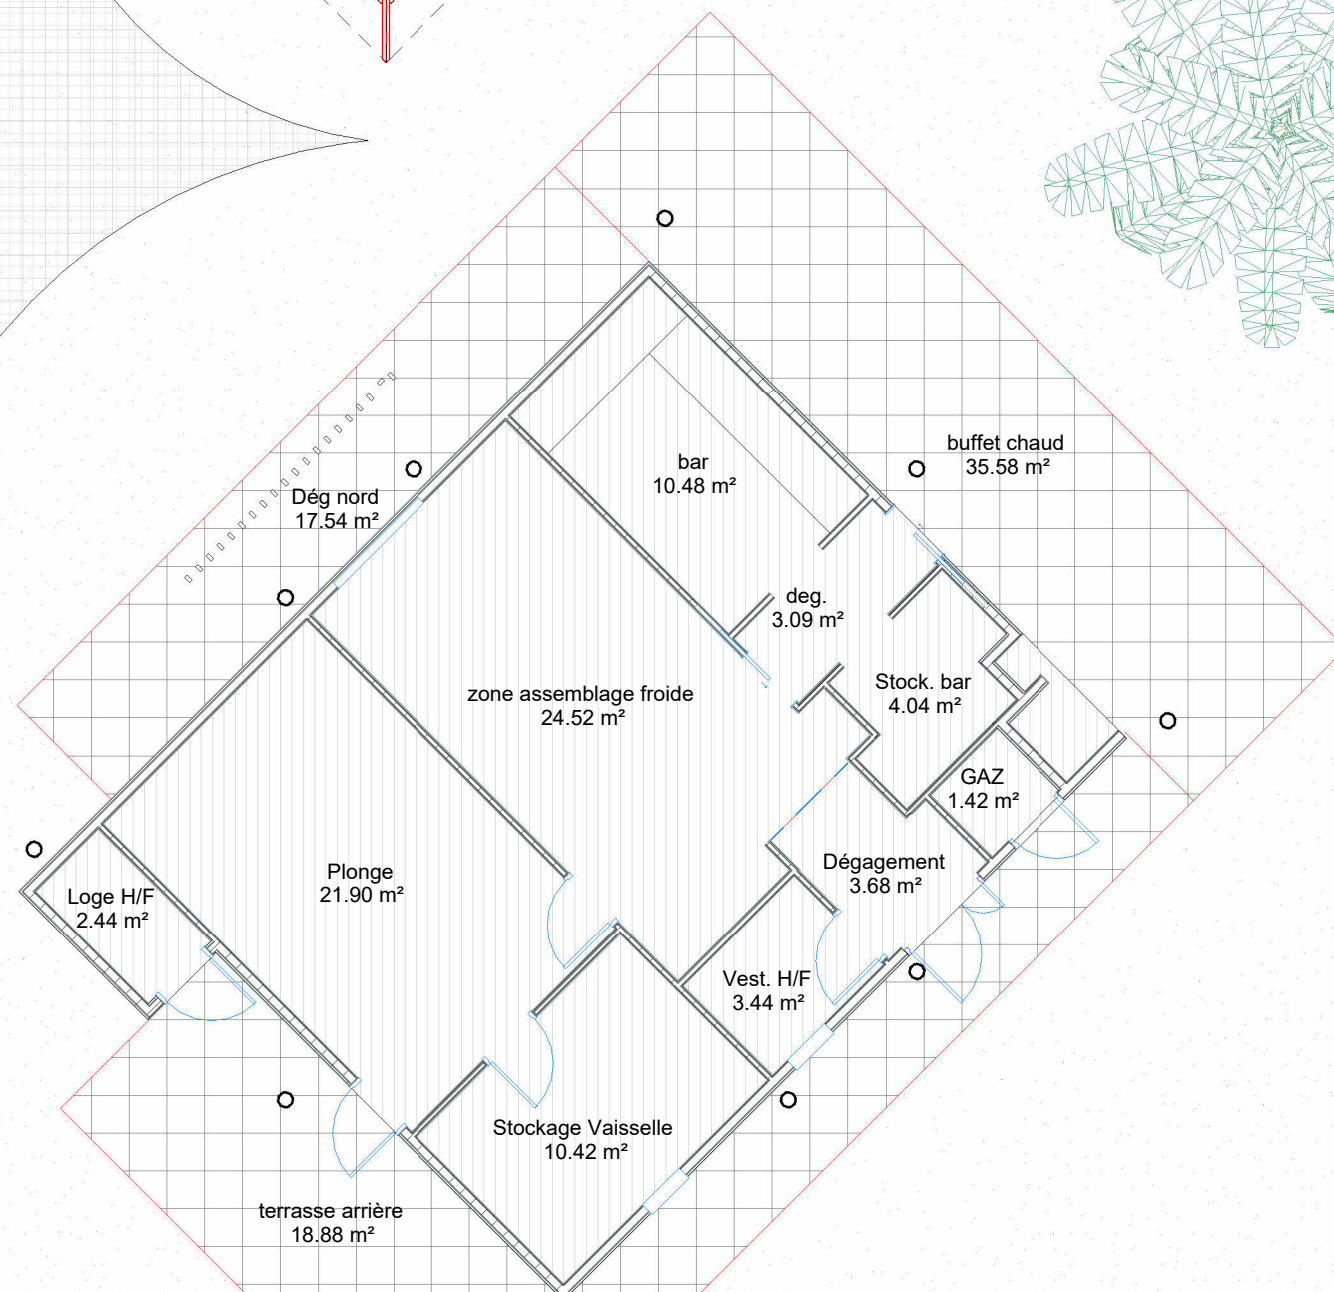 buffet chaud
35.58 m²
bar
10.48 m²
Dég nord
17.54 m²
deg.
3.09 m²
zone assemblage froide
24.52 m²
Stock. bar
4.04 m²
GAZ
1.42 m²
Plonge
21.90 m²
Dégagement
3.68 m²
Loge H/F
2.44 m²
Vest. H/F
3.44 m²
Stockage Vaisselle
10.42 m²
terrasse arrière
18.88 m²